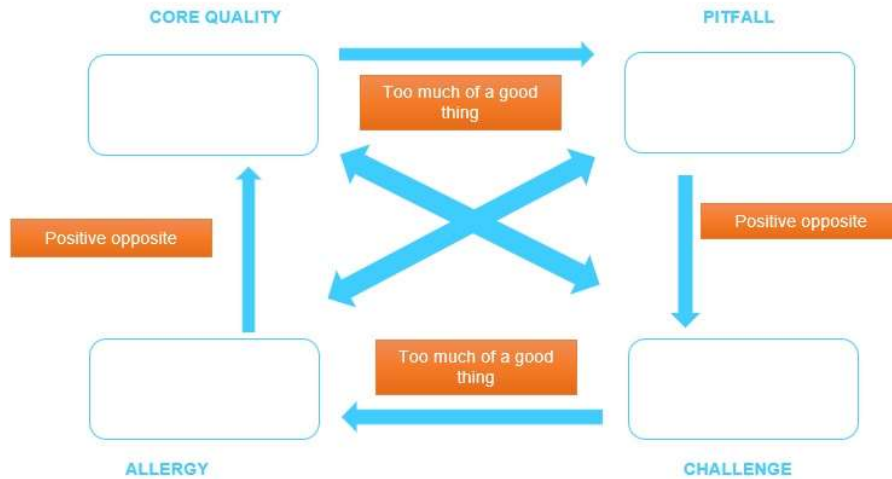 CORE QUALITY
PITFALL
Too much of a good
thing
Positive opposite
Positive opposite
Too much of a good
thing
ALLERGY
CHALLENGE